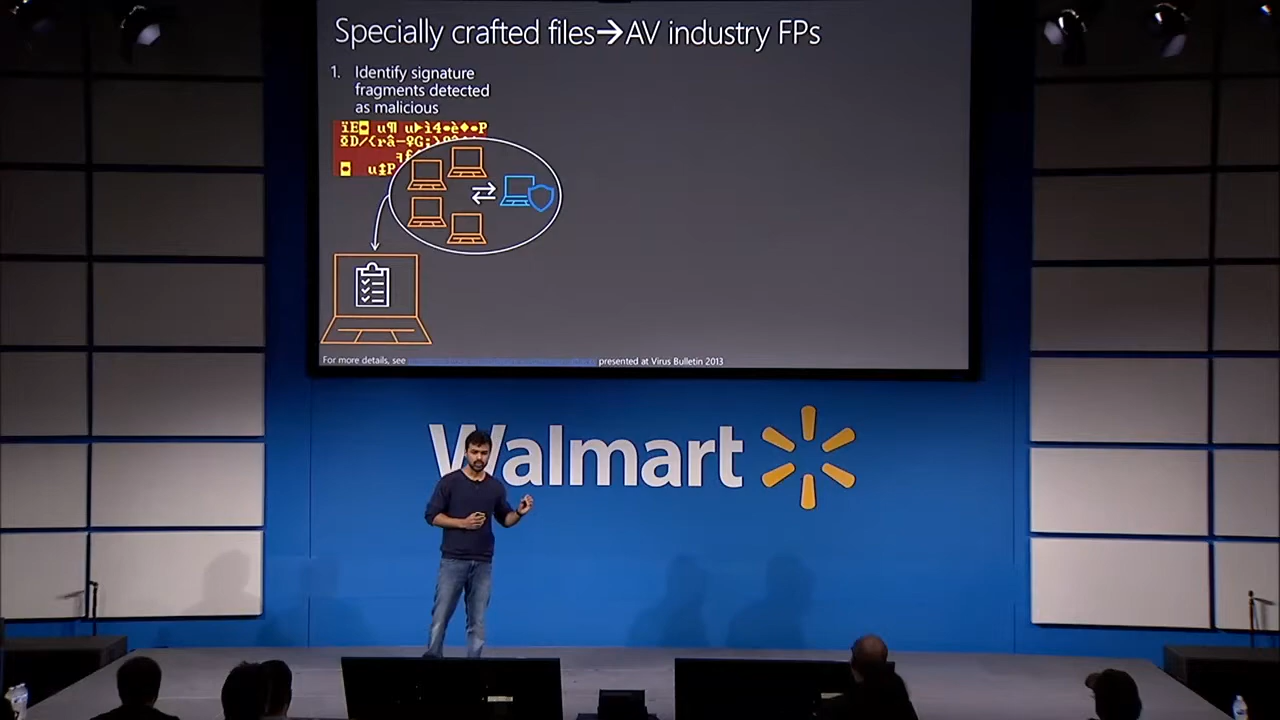 Specially crafted files→AV industry FPs
1. Identify signature
fragments detected
as malicious
For more details, see
presented at Virus Bulletin 2013
Walmart